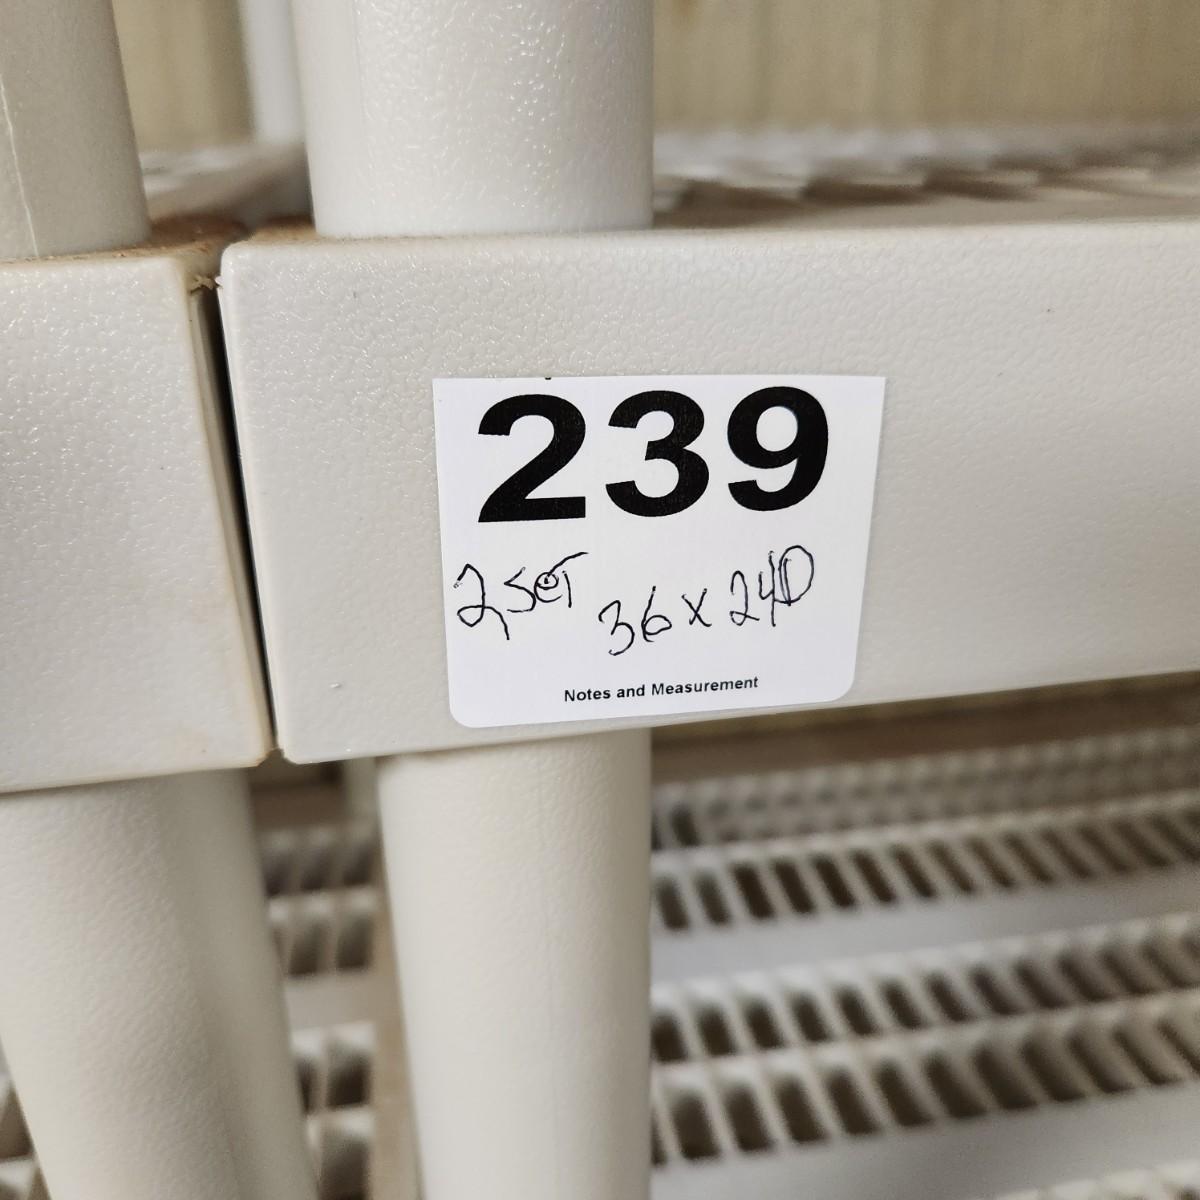 239
2 SET 36 x 24D
Notes and Measurement